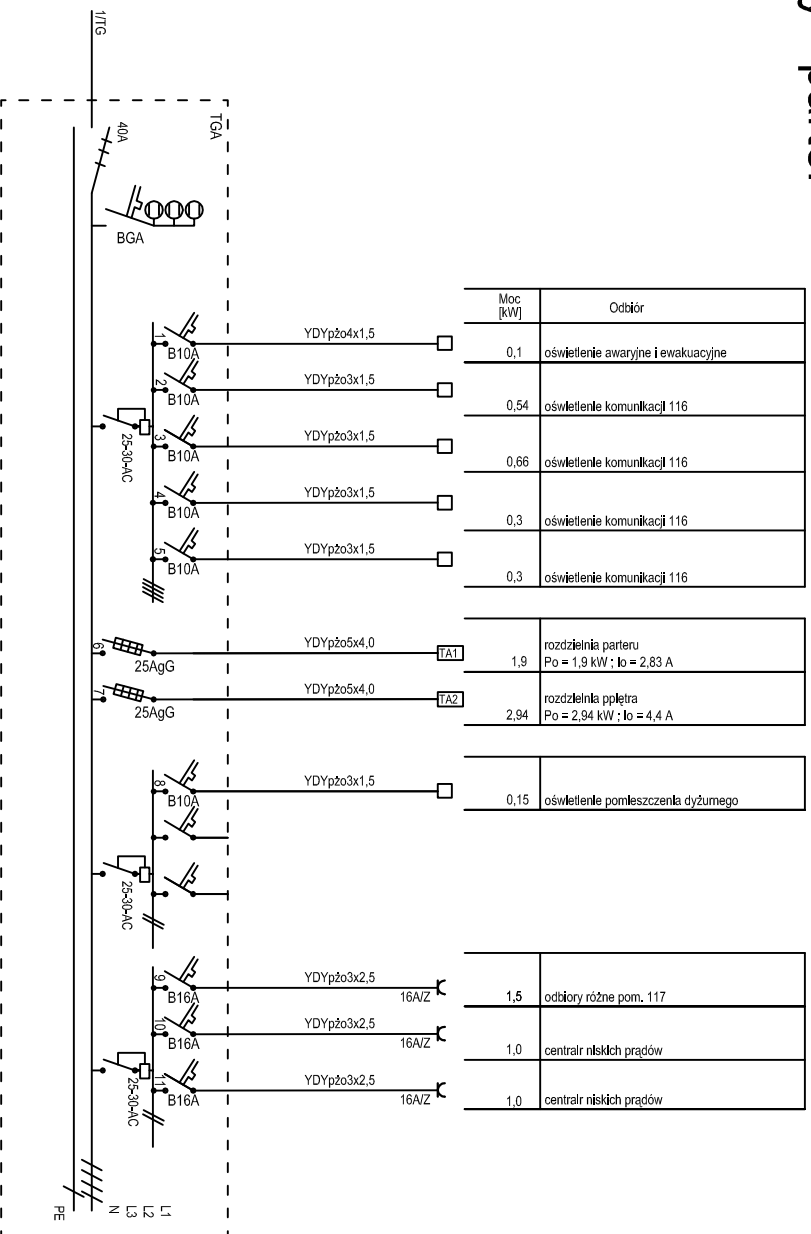 1/TG
TGA
40A
BGA
Moc
[kW]
Odbiór
1
B10A
YDYpżo4x1,5
0,1
oświetlenie awaryjne i ewakuacyjne
2
B10A
YDYpżo3x1,5
0,54
oświetlenie komunikacji 116
25-30-AC
3
B10A
YDYpżo3x1,5
0,66
oświetlenie komunikacji 116
4
B10A
YDYpżo3x1,5
0,3
oświetlenie komunikacji 116
5
B10A
YDYpżo3x1,5
0,3
oświetlenie komunikacji 116
6
25AgG
YDYpżo5x4,0
TA1
1,9
rozdzielnia parteru
Po = 1,9 kW ; Io = 2,83 A
7
25AgG
YDYpżo5x4,0
TA2
2,94
rozdzielnia ppiętra
Po = 2,94 kW ; Io = 4,4 A
8
B10A
YDYpżo3x1,5
0,15
oświetlenie pomieszczenia dyżurnego
25-30-AC
9
B16A
YDYpżo3x2,5
16A/Z
1,5
odbiory różne pom. 117
10
B16A
YDYpżo3x2,5
16A/Z
1,0
centralr niskich prądów
25-30-AC
11
B16A
YDYpżo3x2,5
16A/Z
1,0
centralr niskich prądów
L1
L2
L3
N
PE